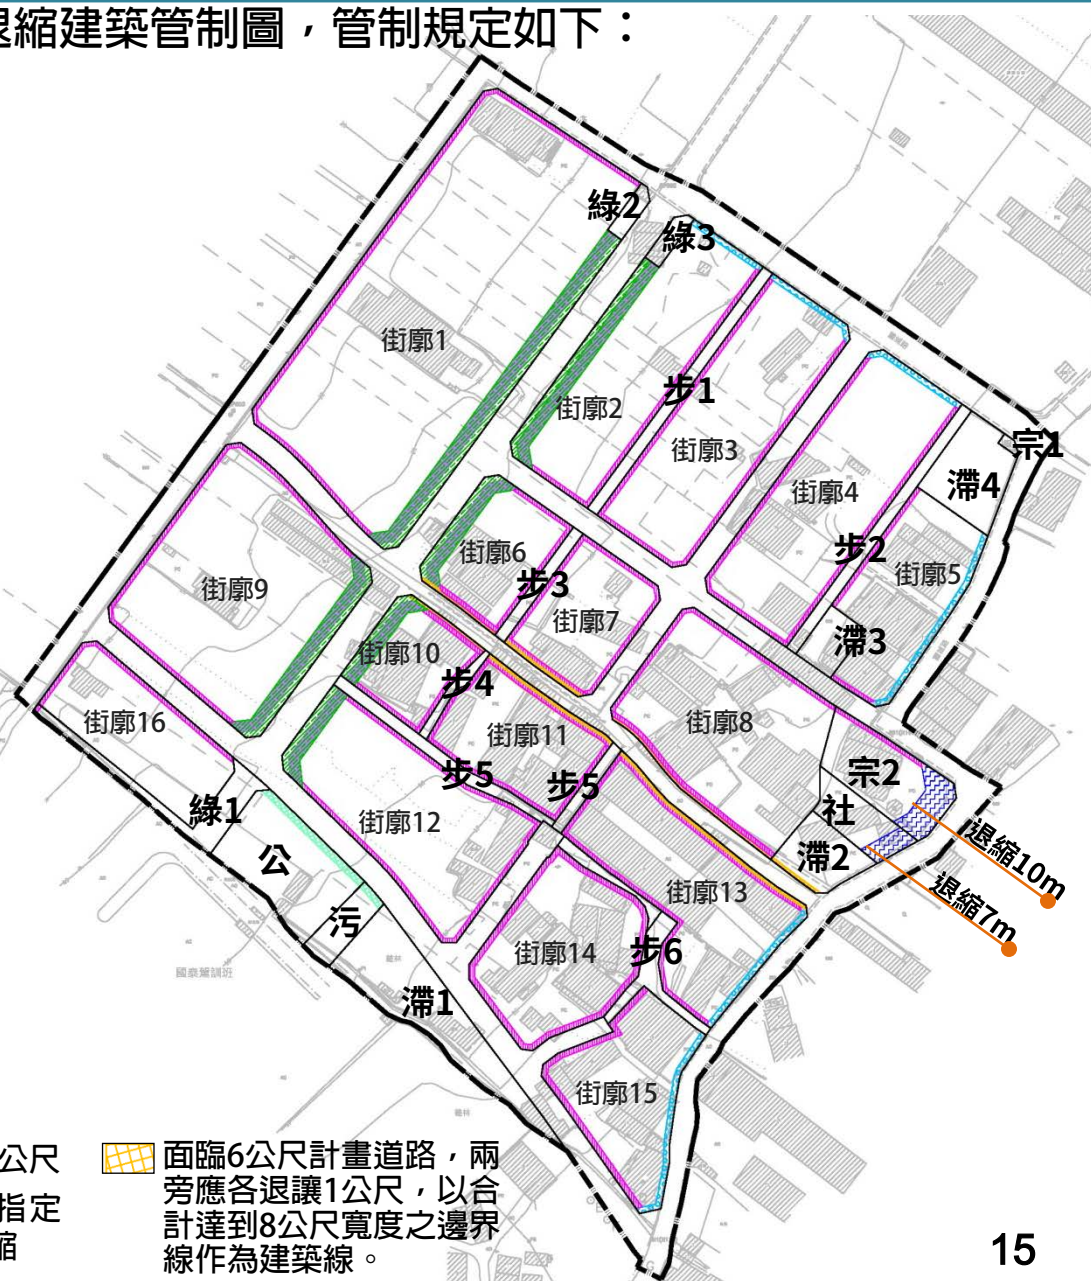 退縮建築管制圖，管制規定如下：
綠2
綠3
街廓1
步1
街廓2
街廓3
宗1
滯4
街廓4
步2
街廓6
街廓5
步3
街廓9
街廓7
滯3
街廓10
步4
街廓16
街廓11
街廓8
步5
步5
宗2
綠1
社
街廓12
退縮10m
公
滯2
街廓13
退縮7m
污
街廓14
步6
國泰駕訓班
滯1
街廓15
公尺
指定
縮
面臨6公尺計畫道路，兩
旁應各退讓1公尺，以合
計達到8公尺寬度之邊界
線作為建築線。
15